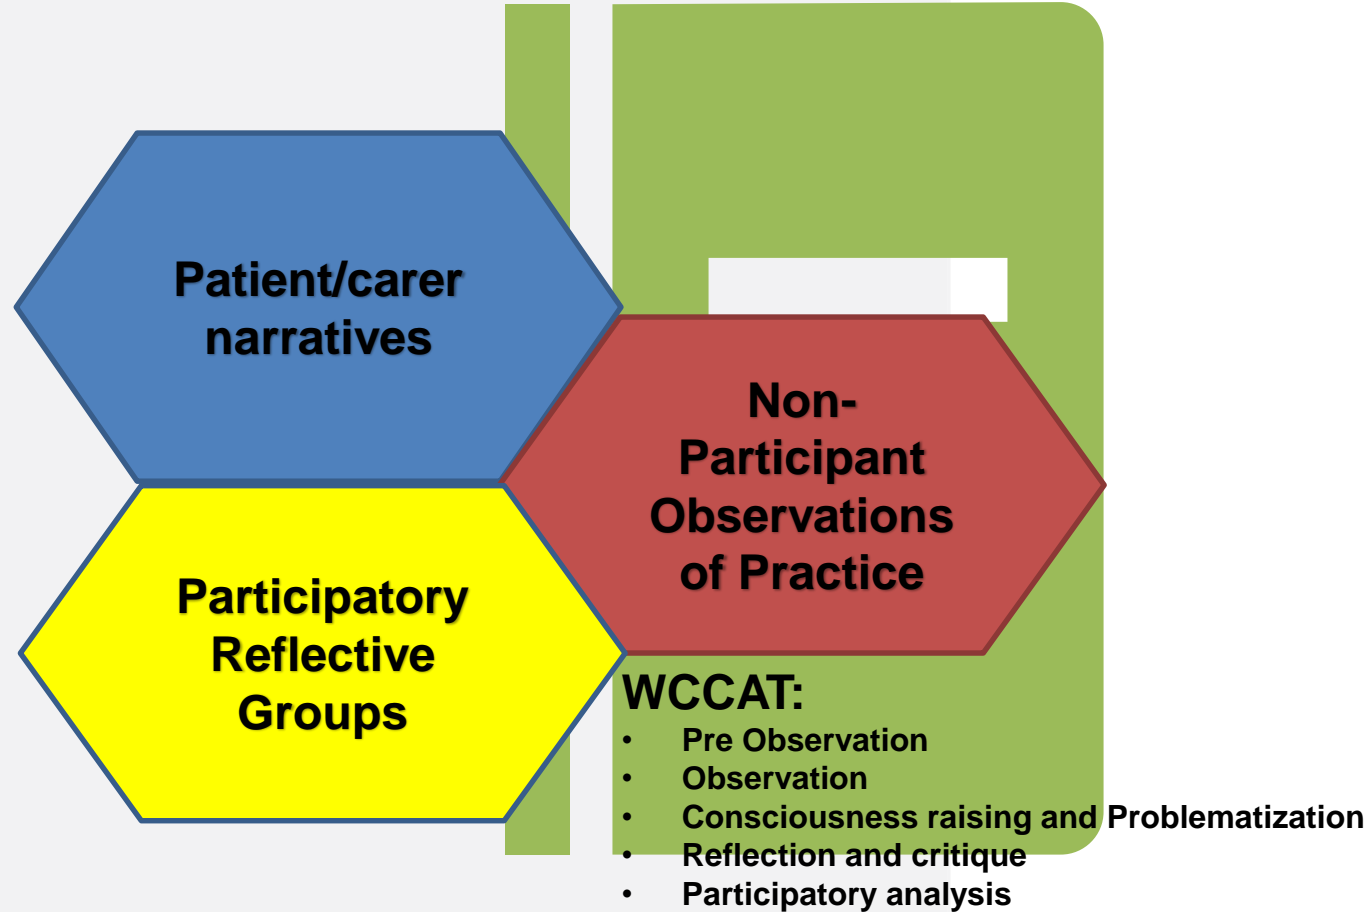 Patient/carer
narratives
Non-
Participant
Observations
of Practice
Participatory
Reflective
Groups
WCCAT:
• Pre Observation
• Observation
• Consciousness raising and Problematization
• Reflection and critique
• Participatory analysis